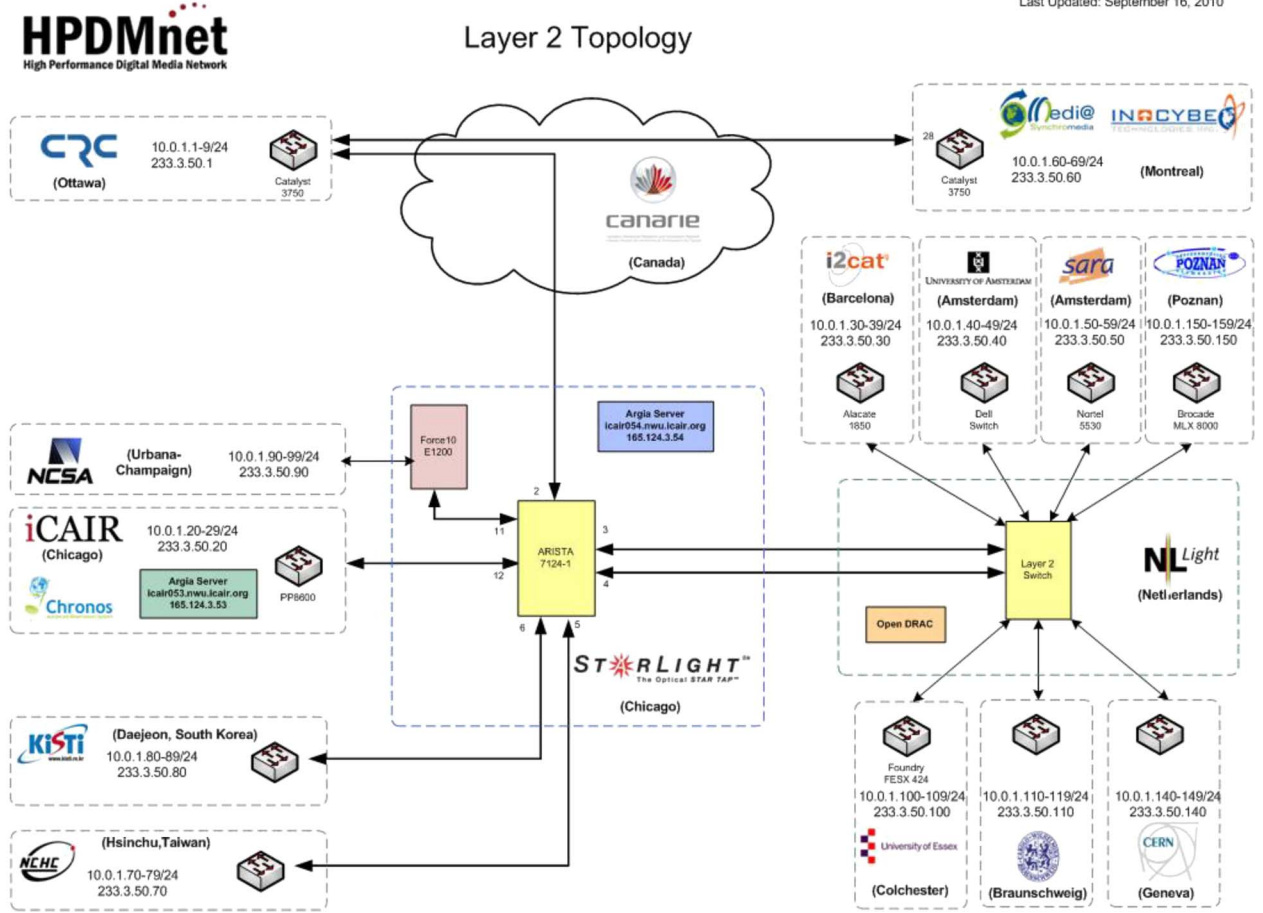 Last Updated: September 16, 2010
HPDMnet
High Performance Digital Media Network
Layer 2 Topology
CRC
(Ottawa)
10.0.1.1-9/24
233.3.50.1
Catalyst
3750
canarie
(Canada)
28
Catalyst
3750
Medi@
Synchromedia
INOCYBE
TECHNOLOGIES INC.
10.0.1.60-69/24
233.3.50.60
(Montreal)
i2cat
(Barcelona)
10.0.1.30-39/24
233.3.50.30
Alacate
1850
UNIVERSITY OF AMSTERDAM
(Amsterdam)
10.0.1.40-49/24
233.3.50.40
Dell
Switch
sara
(Amsterdam)
10.0.1.50-59/24
233.3.50.50
Nortel
5530
POZNAN
(Poznan)
10.0.1.150-159/24
233.3.50.150
Brocade
MLX 8000
NCSA
(Urbana-
Champaign)
10.0.1.90-99/24
233.3.50.90
Force10
E1200
Argia Server
icair054.nwu.icair.org
165.124.3.54
iCAIR
(Chicago)
Chronos
10.0.1.20-29/24
233.3.50.20
Argia Server
icair053.nwu.icair.org
165.124.3.53
PP8600
2
11
12
3
4
6
5
ARISTA
7124-1
STARLIGHT
The Optical STAR TAP
(Chicago)
Layer 2
Switch
NLLight
(Netherlands)
Open DRAC
KiSTi
www.kisti.re.kr
(Daejeon, South Korea)
10.0.1.80-89/24
233.3.50.80
NCHC
(Hsinchu,Taiwan)
10.0.1.70-79/24
233.3.50.70
Foundry
FESX 424
10.0.1.100-109/24
233.3.50.100
University of Essex
(Colchester)
10.0.1.110-119/24
233.3.50.110
(Braunschweig)
10.0.1.140-149/24
233.3.50.140
CERN
(Geneva)